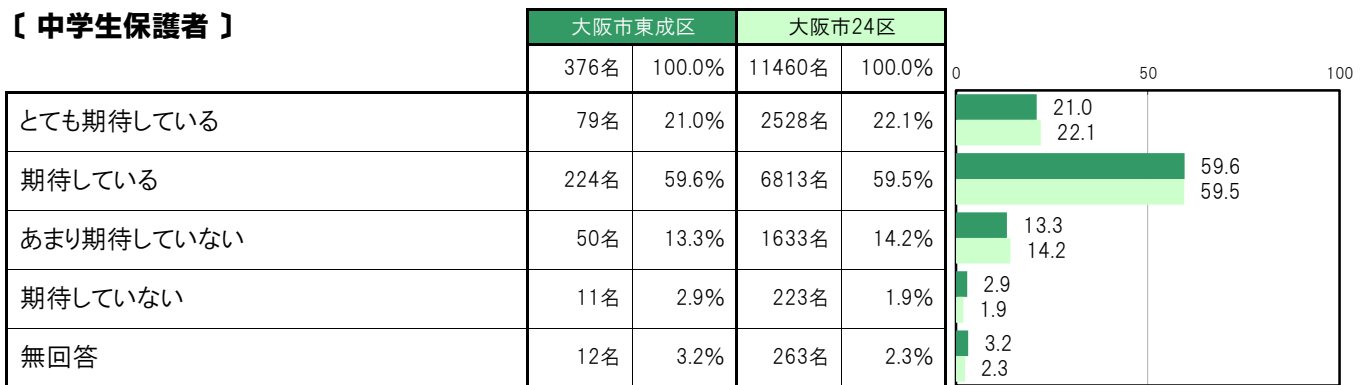 〔 中学生保護者 〕
大阪市東成区 大阪市24区
376名 100.0% 11460名 100.0%
0 50 100
とても期待している 79名 21.0% 2528名 22.1%
21.0
22.1
期待している 224名 59.6% 6813名 59.5%
59.6
59.5
あまり期待していない 50名 13.3% 1633名 14.2%
13.3
14.2
期待していない 11名 2.9% 223名 1.9%
2.9
1.9
無回答 12名 3.2% 263名 2.3%
3.2
2.3